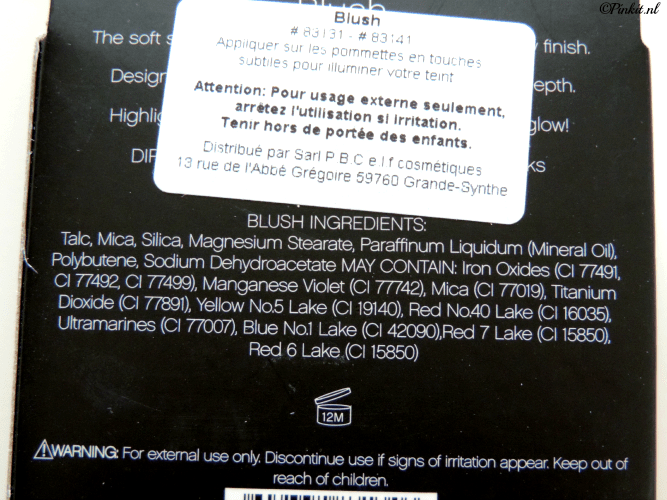 ©Pinkit.nl
Blush
The soft
finish.
Design
depth.
Highlig
glow!
DIF
ks
Blush
# 83131 - # 83141
Appliquer sur les pommettes en touches
subtiles pour illuminer votre teint
Attention: Pour usage externe seulement,
arrêtez l'utilisation si irritation.
Tenir hors de portée des enfants.
Distribué par Sarl P.B.C e.l.f cosmétiques
13 rue de l'Abbé Grégoire 59760 Grande-Synthe
BLUSH INGREDIENTS:
Talc, Mica, Silica, Magnesium Stearate, Paraffinum Liquidum (Mineral Oil),
Polybutene, Sodium Dehydroacetate MAY CONTAIN: Iron Oxides (CI 77491,
CI 77492, CI 77499), Manganese Violet (CI 77742), Mica (CI 77019), Titanium
Dioxide (CI 77891), Yellow No.5 Lake (CI 19140), Red No.40 Lake (CI 16035),
Ultramarines (CI 77007), Blue No.1 Lake (CI 42090),Red 7 Lake (CI 15850),
Red 6 Lake (CI 15850)
12M
WARNING: For external use only. Discontinue use if signs of irritation appear. Keep out of
reach of children.